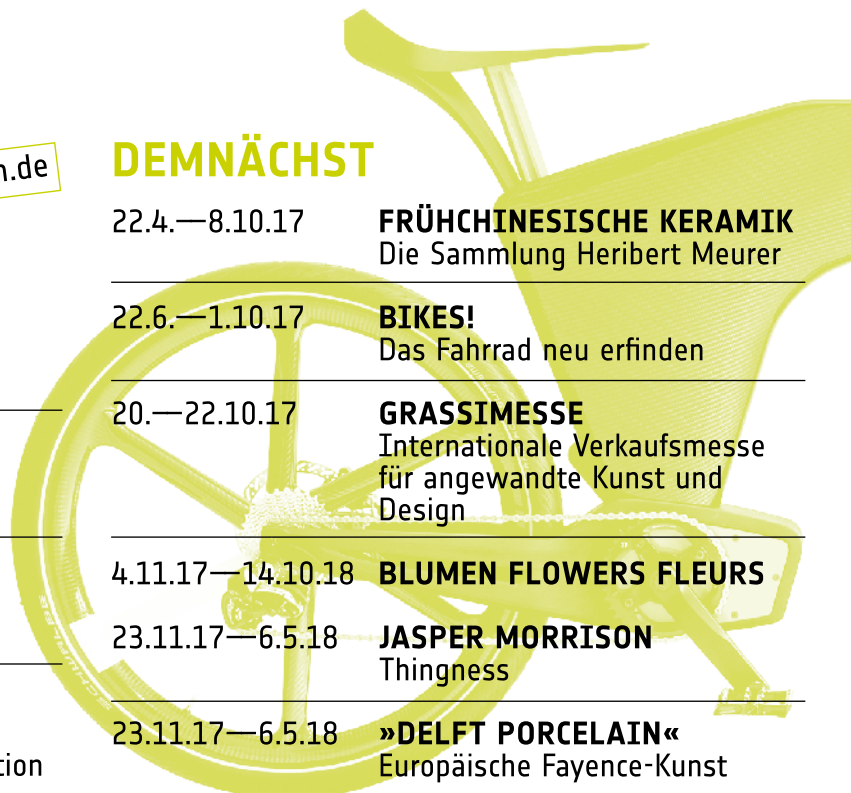 n.de
DEMNÄCHST
22.4.—8.10.17 FRÜHCHINESISCHE KERAMIK
Die Sammlung Heribert Meurer
22.6.—1.10.17 BIKES!
Das Fahrrad neu erfinden
20.—22.10.17 GRASSIMESSE
Internationale Verkaufsmesse
für angewandte Kunst und
Design
4.11.17—14.10.18 BLUMEN FLOWERS FLEURS
23.11.17—6.5.18 JASPER MORRISON
Thingness
23.11.17—6.5.18 »DELFT PORCELAIN«
Europäische Fayence-Kunst
tion
SCHWALBE